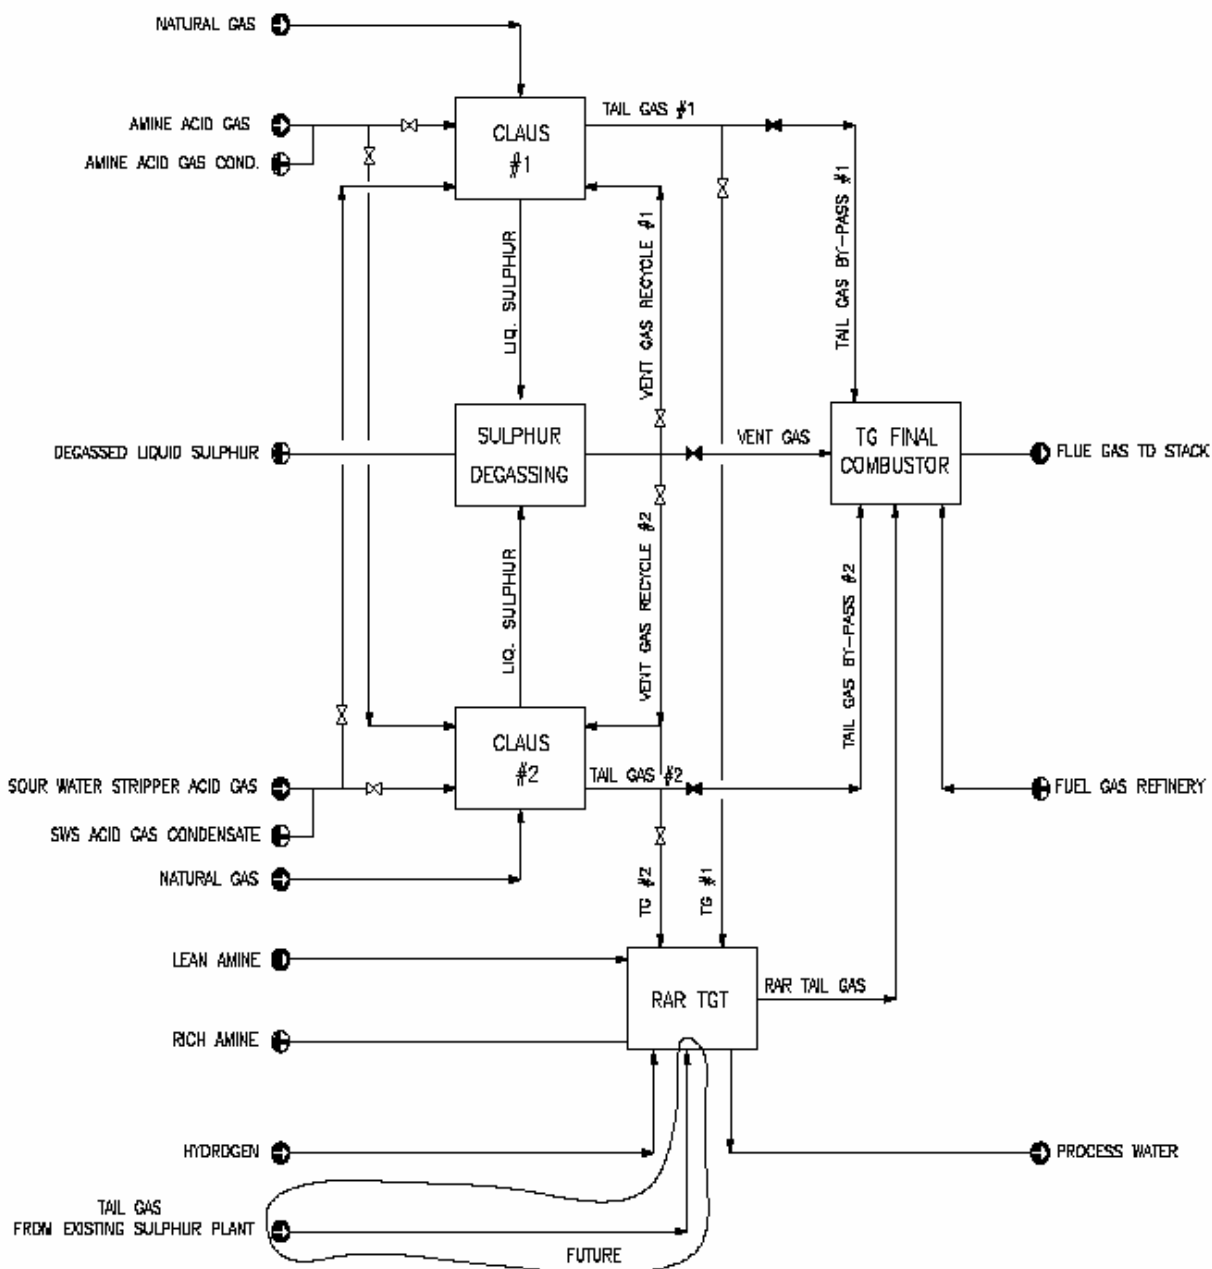 NATURAL GAS
AMINE ACID GAS
AMINE ACID GAS COND.
CLAUS
#1
TAIL GAS #1
TAIL GAS BY-PASS #1
LIQ. SULPHUR
VENT GAS RECYCLE #1
DEGASSED LIQUID SULPHUR
SULPHUR
DEGASSING
VENT GAS
TG FINAL
COMBUSTOR
FLUE GAS TO STACK
LIQ. SULPHUR
VENT GAS RECYCLE #2
TAIL GAS BY-PASS #2
CLAUS
#2
TAIL GAS #2
SOUR WATER STRIPPER ACID GAS
FUEL GAS REFINERY
SWS ACID GAS CONDENSATE
NATURAL GAS
TG #2
TG #1
LEAN AMINE
RAR TGT
RAR TAIL GAS
RICH AMINE
HYDROGEN
PROCESS WATER
TAIL GAS
FROM EXISTING SULPHUR PLANT
FUTURE